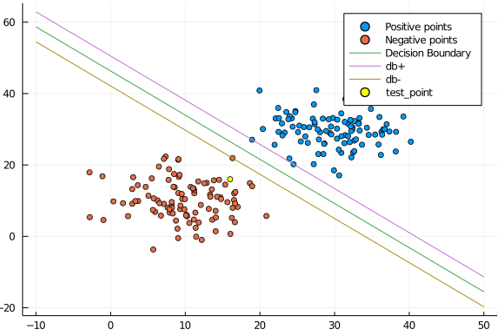 60
40
20
0
-20
-10
0
10
20
30
40
50
Positive points
Negative points
Decision Boundary
db+
db-
test_point